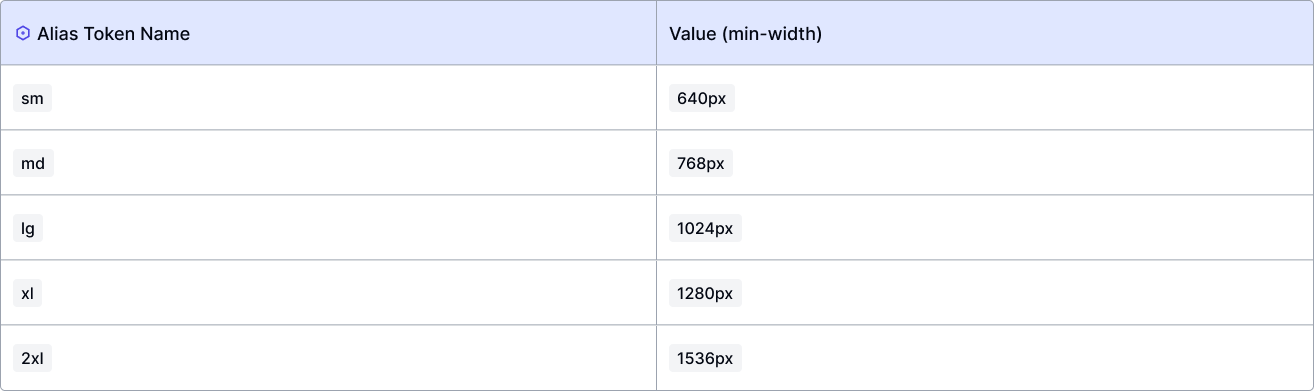 Alias Token Name Value (min-width)
sm 640px
md 768px
lg 1024px
xl 1280px
2xl 1536px